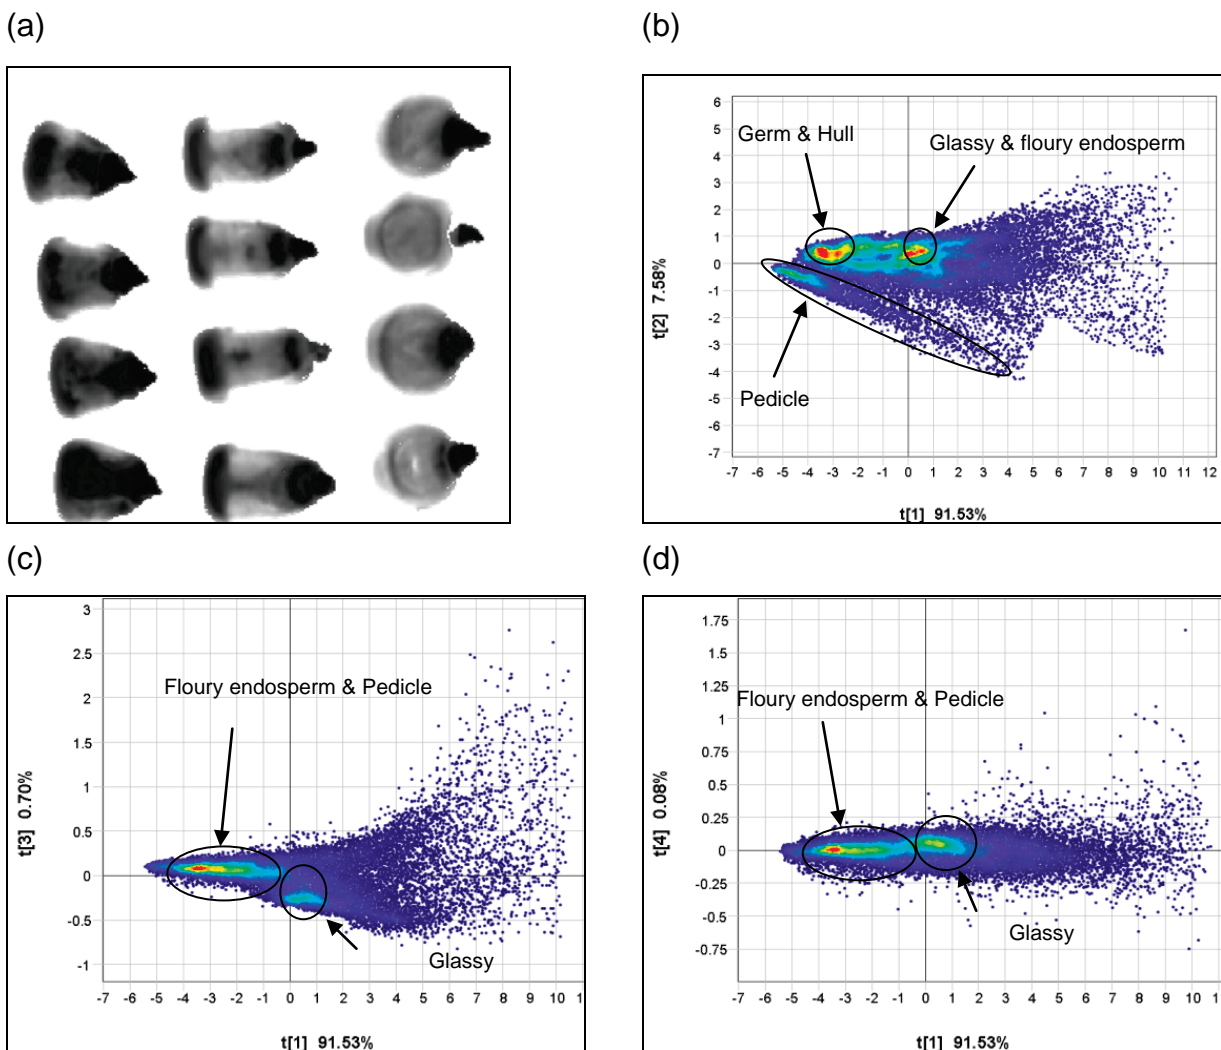 (a)
(b)
6
5
4
3
2
1
0
-1
-2
-3
-4
-5
-6
-7
t[2] 7.58%
Germ & Hull
Glassy & floury endosperm
Pedicle
-7 -6 -5 -4 -3 -2 -1 0 1 2 3 4 5 6 7 8 9 10 11 12
t[1] 91.53%
(c)
3
2.5
2
1.5
1
0.5
0
-0.5
-1
t[3] 0.70%
Floury endosperm & Pedicle
Glassy
-7 -6 -5 -4 -3 -2 -1 0 1 2 3 4 5 6 7 8 9 10 1
t[1] 91.53%
(d)
1.75
1.5
1.25
1
0.75
0.5
0.25
0
-0.25
-0.5
-0.75
t[4] 0.08%
Floury endosperm & Pedicle
Glassy
-7 -6 -5 -4 -3 -2 -1 0 1 2 3 4 5 6 7 8 9 10 1
t[1] 91.53%